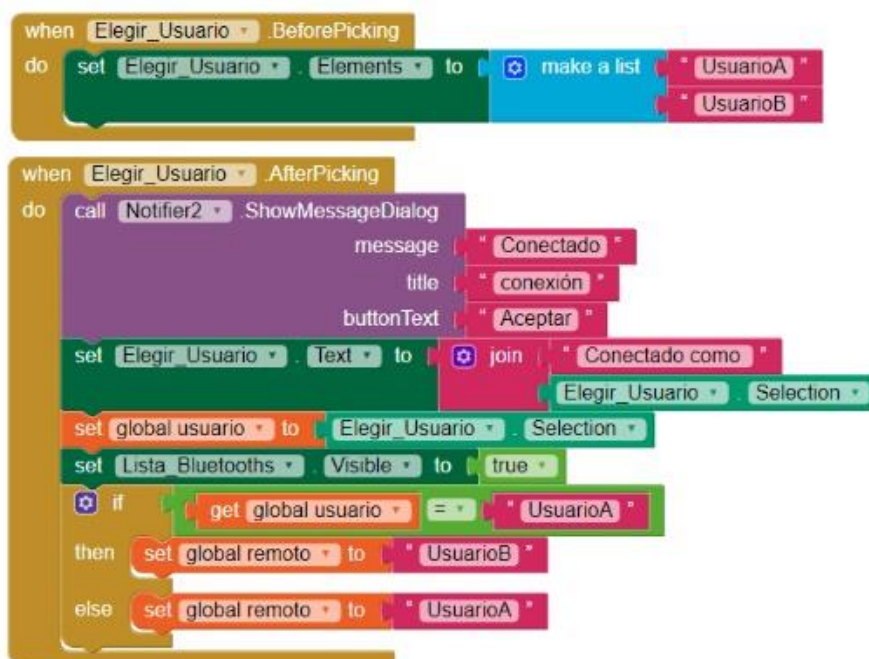 when Elegir_Usuario .BeforePicking
do set Elegir_Usuario . Elements to make a list " UsuarioA "
" UsuarioB "
when Elegir_Usuario .AfterPicking
do call Notifier2 .ShowMessageDialog
message " Conectado "
title " conexión "
buttonText " Aceptar "
set Elegir_Usuario . Text to join " Conectado como "
Elegir_Usuario . Selection
set global usuario to Elegir_Usuario . Selection
set Lista_Bluetooths . Visible to true
if get global usuario = " UsuarioA "
then set global remoto to " UsuarioB "
else set global remoto to " UsuarioA "